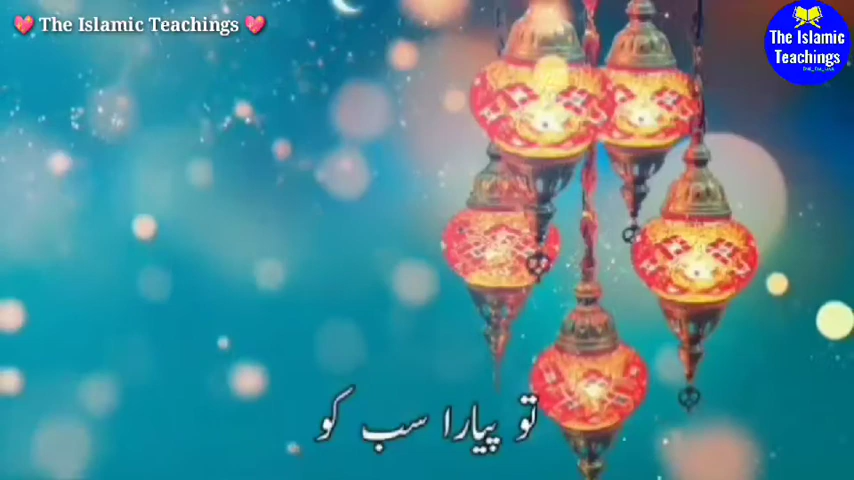 💖 The Islamic Teachings 💖
The Islamic
Teachings
تو پیارا سب کو